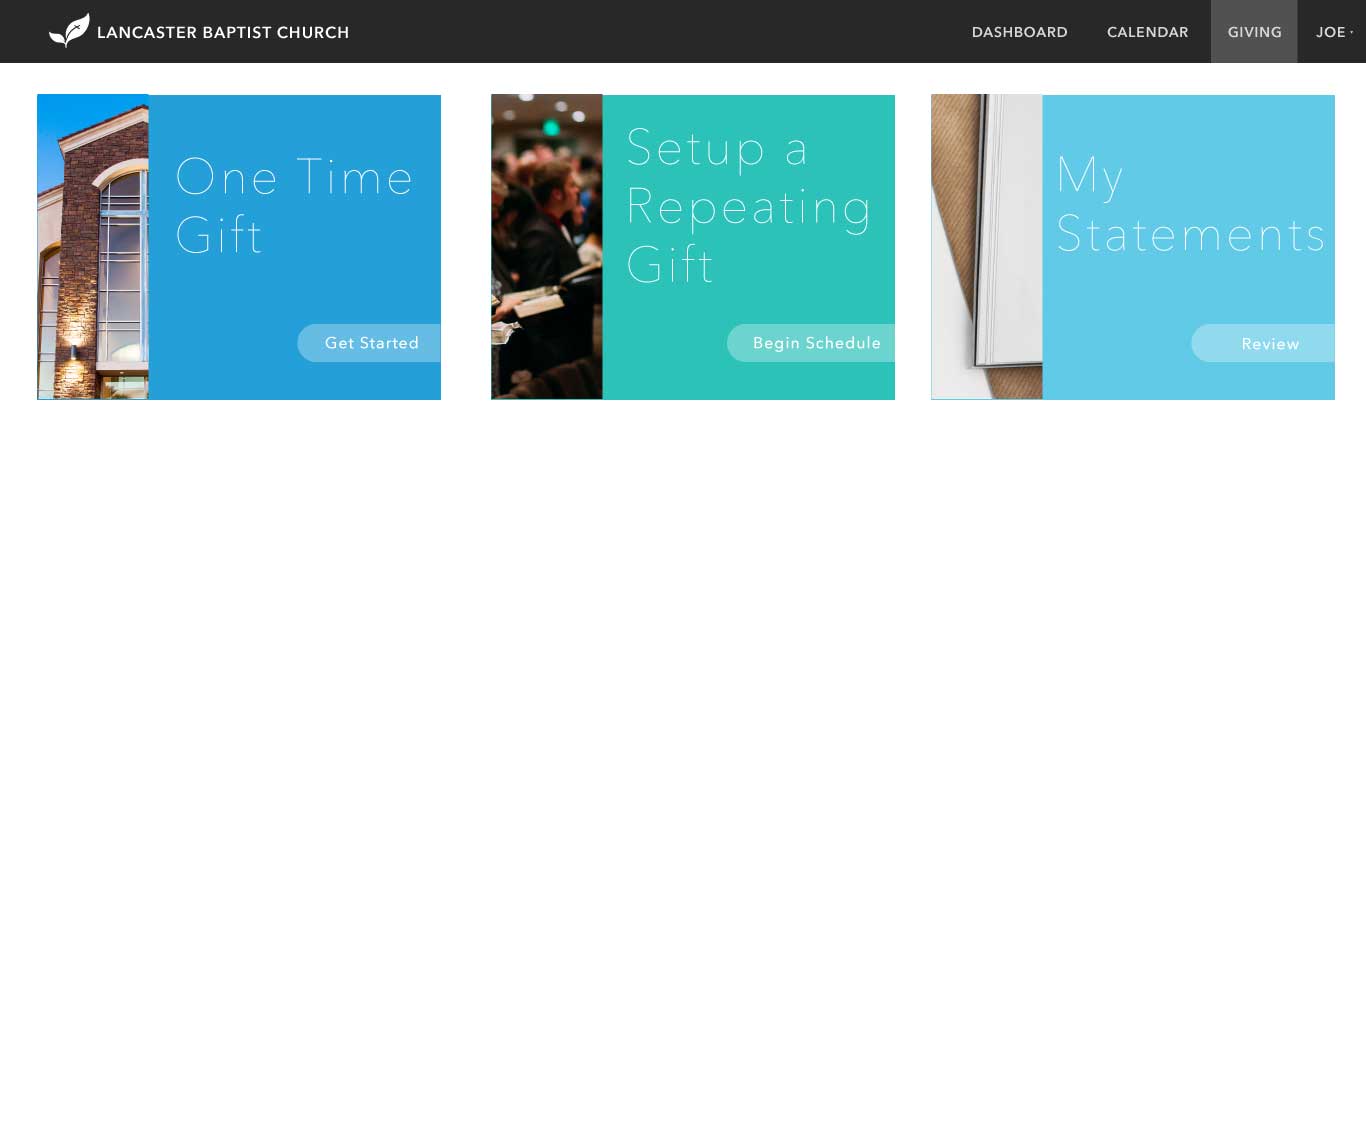 LANCASTER BAPTIST CHURCH
DASHBOARD
CALENDAR
GIVING
JOE
One Time
Gift
Get Started
Setup a
Repeating
Gift
Begin Schedule
My
Statements
Review